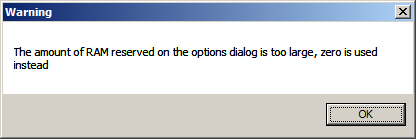 Warning
The amount of RAM reserved on the options dialog is too large, zero is used
instead
OK